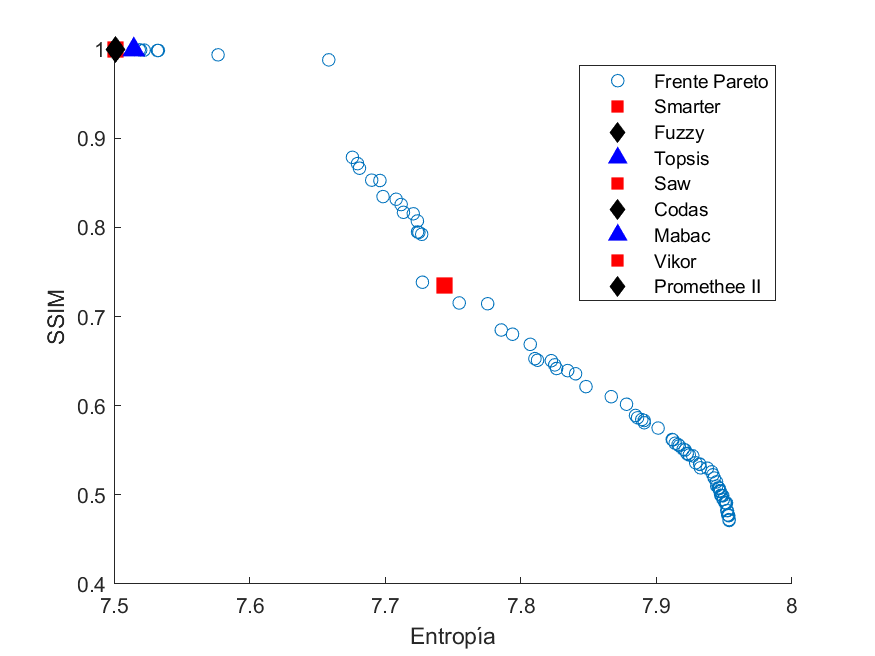 1
0.9
0.8
0.7
0.6
0.5
0.4
SSIM
7.5
7.6
7.7
7.8
7.9
8
Entropía
Frente Pareto
Smarter
Fuzzy
Topsis
Saw
Codas
Mabac
Vikor
Promethee II